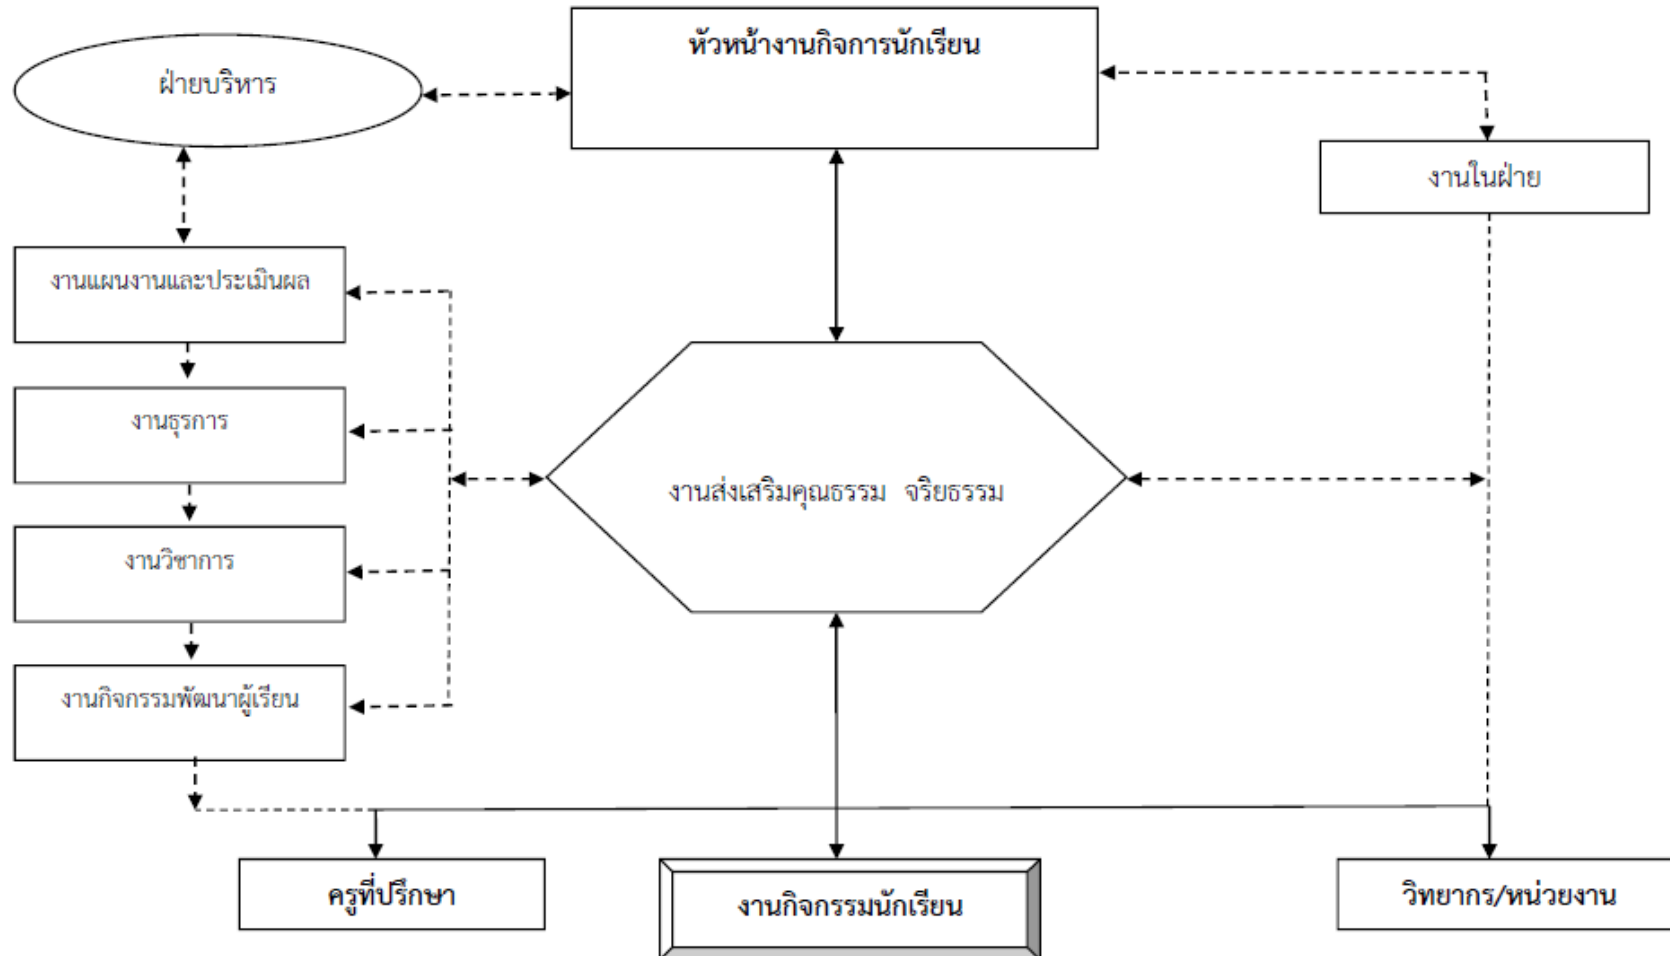 หัวหน้างานกิจการนักเรียน
ฝ่ายบริหาร
งานในฝ่าย
งานแผนงานและประเมินผล
งานธุรการ
งานส่งเสริมคุณธรรม จริยธรรม
งานวิชาการ
งานกิจกรรมพัฒนาผู้เรียน
ครูที่ปรึกษา
งานกิจกรรมนักเรียน
วิทยากร/หน่วยงาน